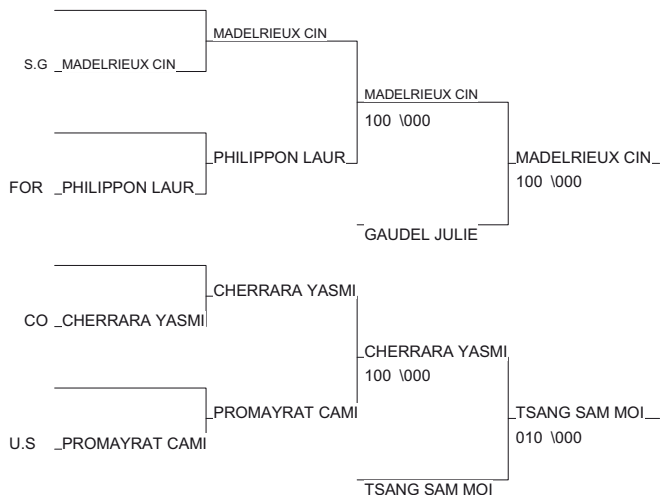 MADELRIEUX CIN
S.G MADELRIEUX CIN
MADELRIEUX CIN
100 \000
PHILIPPON LAUR
MADELRIEUX CIN
100 \000
FOR PHILIPPON LAUR
GAUDEL JULIE
CHERRARA YASMI
CO CHERRARA YASMI
CHERRARA YASMI
100 \000
PROMAYRAT CAMI
TSANG SAM MOI
010 \000
U.S PROMAYRAT CAMI
TSANG SAM MOI